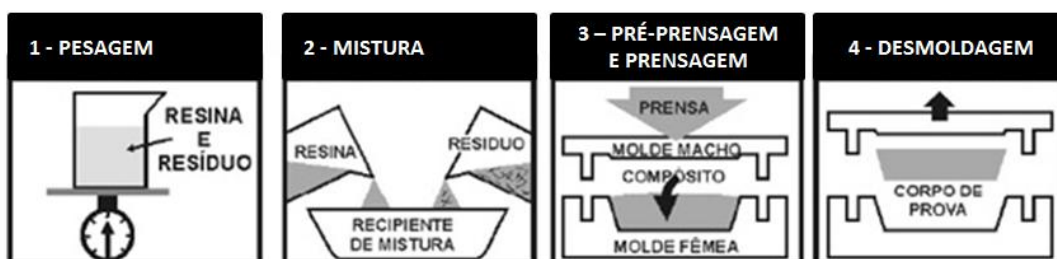 1 - PESAGEM
RESINA
E
RESÍDUO
2 - MISTURA
RESINA
RESIDUO
RECIPIENTE
DE MISTURA
3 – PRÉ-PRENSAGEM
E PRENSAGEM
PRENSA
MOLDE MACHO
COMPÓSITO
MOLDE FÊMEA
4 - DESMOLDAGEM
CORPO DE
PROVA